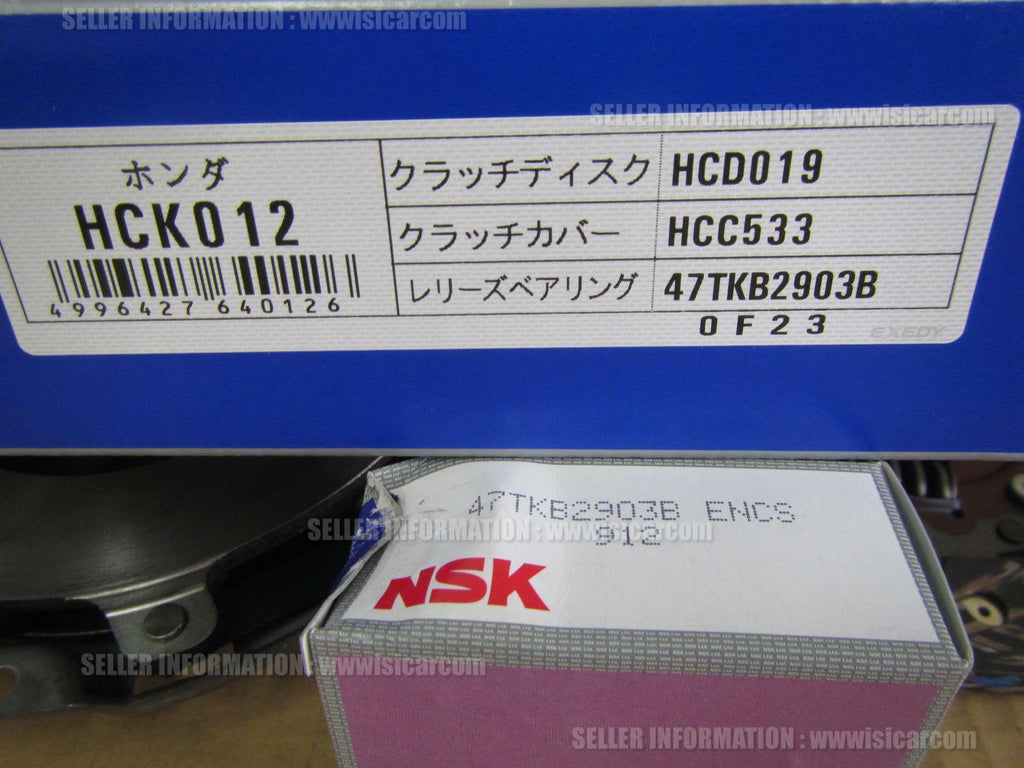 SELLER INFORMATION : wwwisicarcom
SELLER INFORMATION : wwwisicarcom
ホンダ
HCK012
4996427 640126
クラッチディスク HCD019
クラッチカバー HCC533
レリーズベアリング 47TKB2903B
0F23
EXEDY
47TKB2903B ENCS
912
SELLER INFORMATION : wwwisicarcom
NSK
SELLER INFORMATION : wwwisicarcom
SELLER INFORMATION : wwwisicarcom